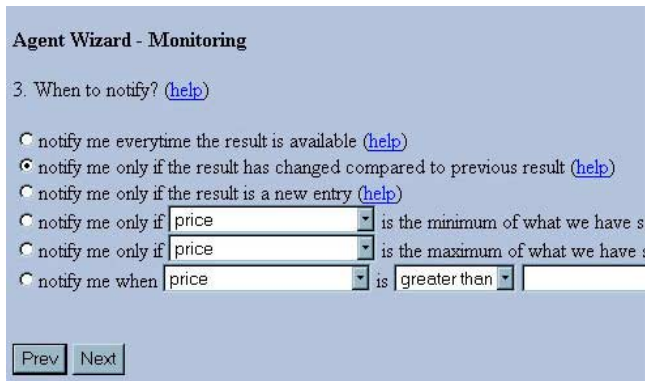 Agent Wizard - Monitoring
3. When to notify? (help)
notify me everytime the result is available (help)
notify me only if the result has changed compared to previous result (help)
notify me only if the result is a new entry (help)
notify me only if price is the minimum of what we have s
notify me only if price is the maximum of what we have s
notify me when price is greater than
Prev Next